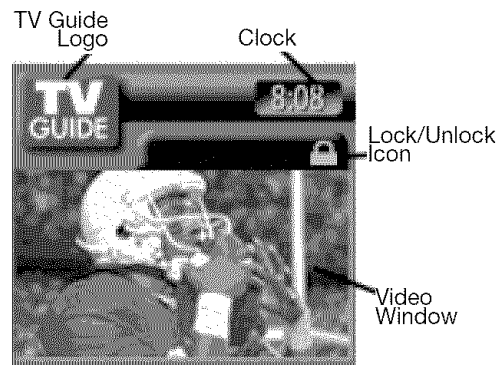 TV Guide
Logo
Clock
TV
GUIDE
8:08
Lock/Unlock
Icon
Video
Window